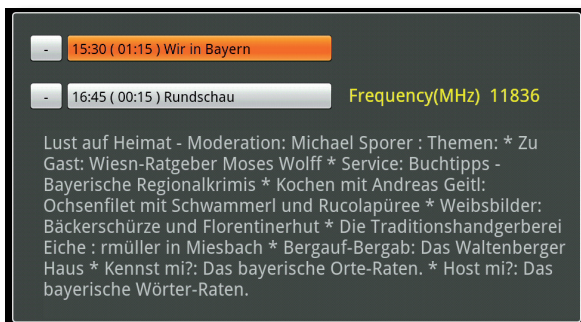 - 15:30 ( 01:15 ) Wir in Bayern
- 16:45 ( 00:15 ) Rundschau Frequency(MHz) 11836
Lust auf Heimat - Moderation: Michael Sporer : Themen: * Zu
Gast: Wiesn-Ratgeber Moses Wolff * Service: Buchtipps -
Bayerische Regionalkrimis * Kochen mit Andreas Geitl:
Ochsenfilet mit Schwammerl und Rucolapüree * Weibsbilder:
Bäckerschürze und Florentinerhut * Die Traditionshandgerberei
Eiche : rmüller in Miesbach * Bergauf-Bergab: Das Waltenberger
Haus * Kennst mi?: Das bayerische Orte-Raten. * Host mi?: Das
bayerische Wörter-Raten.